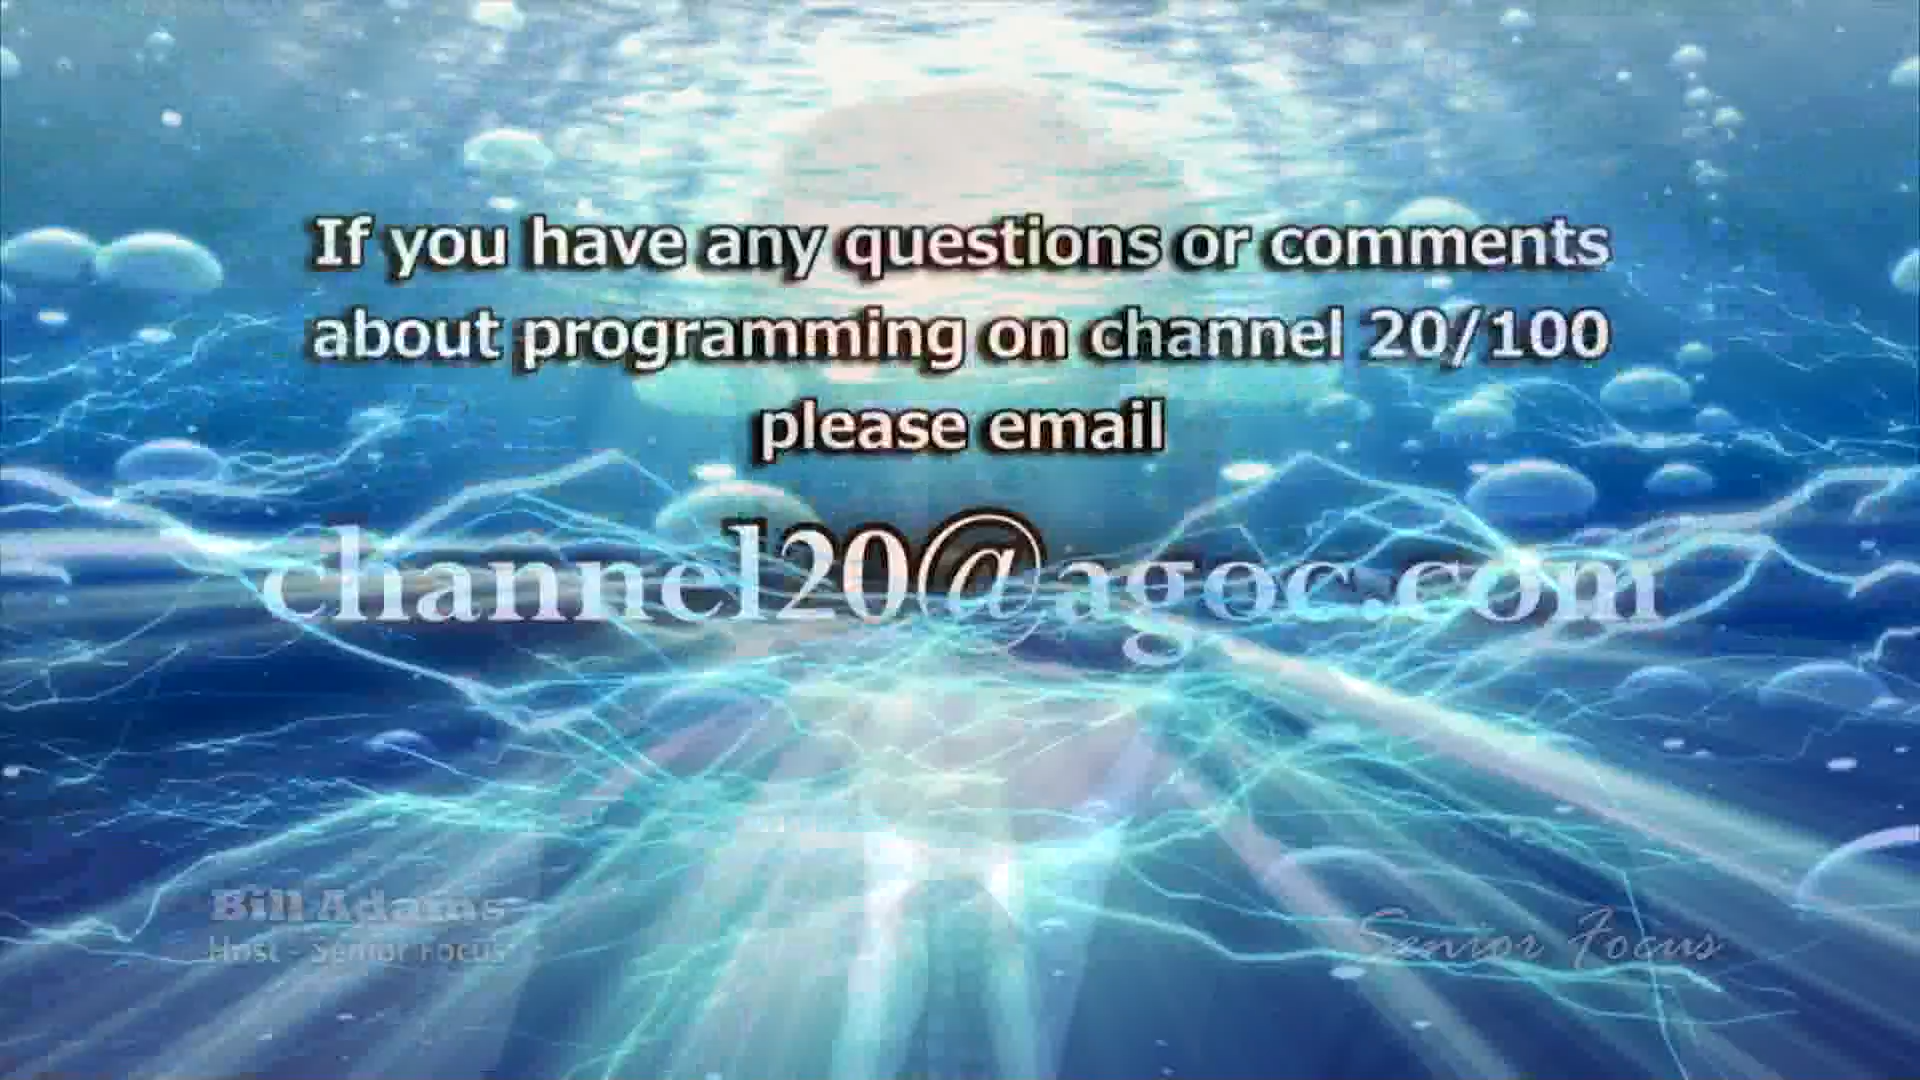 If you have any questions or comments
about programming on channel 20/100
please email
channel20@agoc.com
Bill Adams
Host - Senior Focus
Senior Focus